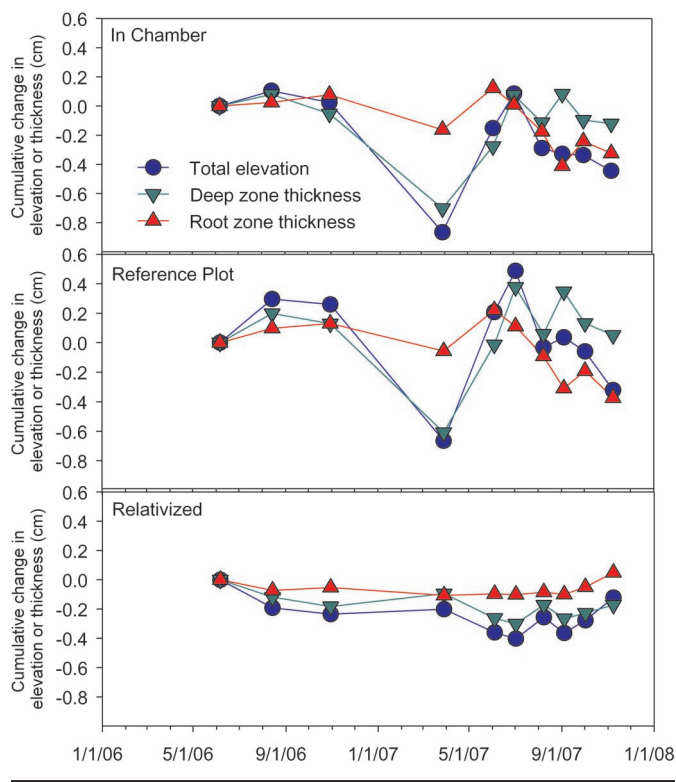 0.6
In Chamber
0.4
0.2
0.0
-0.2
-0.4
-0.6
-0.8
Cumulative change in
elevation or thickness (cm)
Total elevation
Deep zone thickness
Root zone thickness
0.6
Reference Plot
0.4
0.2
0.0
-0.2
-0.4
-0.6
-0.8
Cumulative change in
elevation or thickness (cm)
0.6
Relativized
0.4
0.2
0.0
-0.2
-0.4
-0.6
-0.8
Cumulative change in
elevation or thickness (cm)
1/1/06 5/1/06 9/1/06 1/1/07 5/1/07 9/1/07 1/1/08